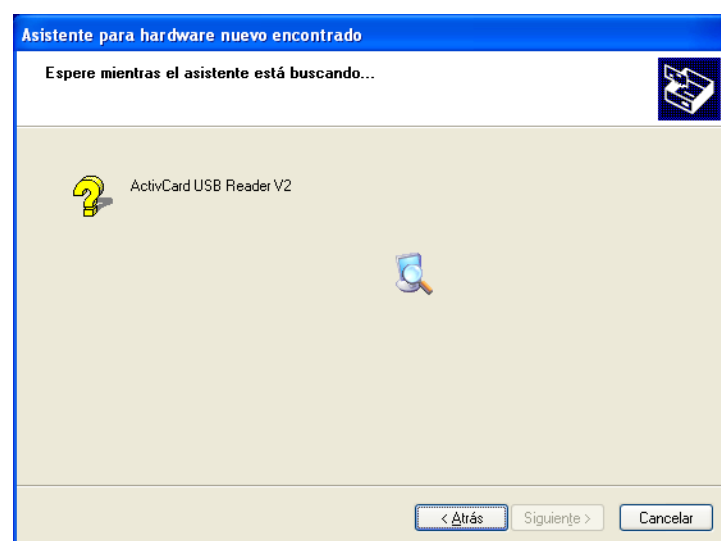 Asistente para hardware nuevo encontrado
Espere mientras el asistente está buscando...
ActivCard USB Reader V2
< Atrás Siguiente > Cancelar